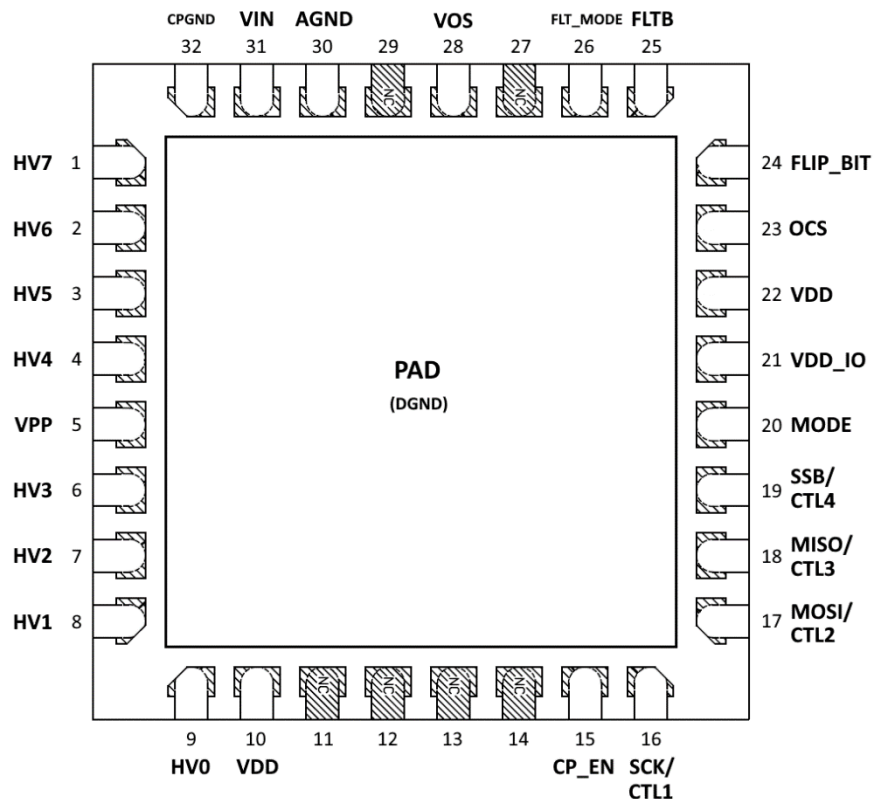 CPGND VIN AGND VOS FLT_MODE FLTB
32 31 30 29 28 27 26 25
NC NC
HV7 1
HV6 2
HV5 3
HV4 4
VPP 5
HV3 6
HV2 7
HV1 8
PAD
(DGND)
24 FLIP_BIT
23 OCS
22 VDD
21 VDD_IO
20 MODE
19 SSB/
CTL4
18 MISO/
CTL3
17 MOSI/
CTL2
NC NC NC NC
9 10 11 12 13 14 15 16
HV0 VDD CP_EN SCK/
CTL1